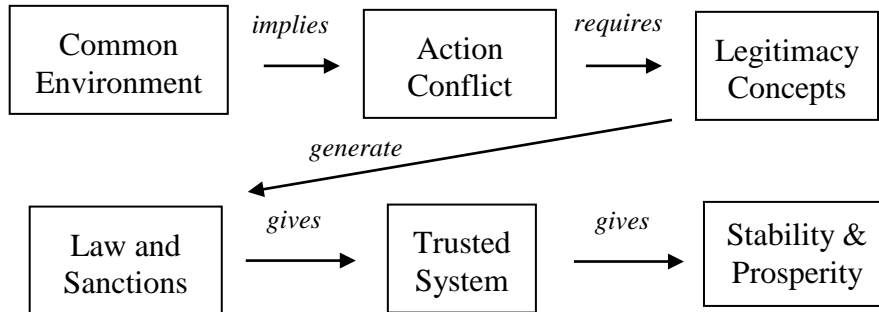 implies
requires
Common
Environment
Action
Conflict
Legitimacy
Concepts
generate
gives
gives
Law and
Sanctions
Trusted
System
Stability &
Prosperity